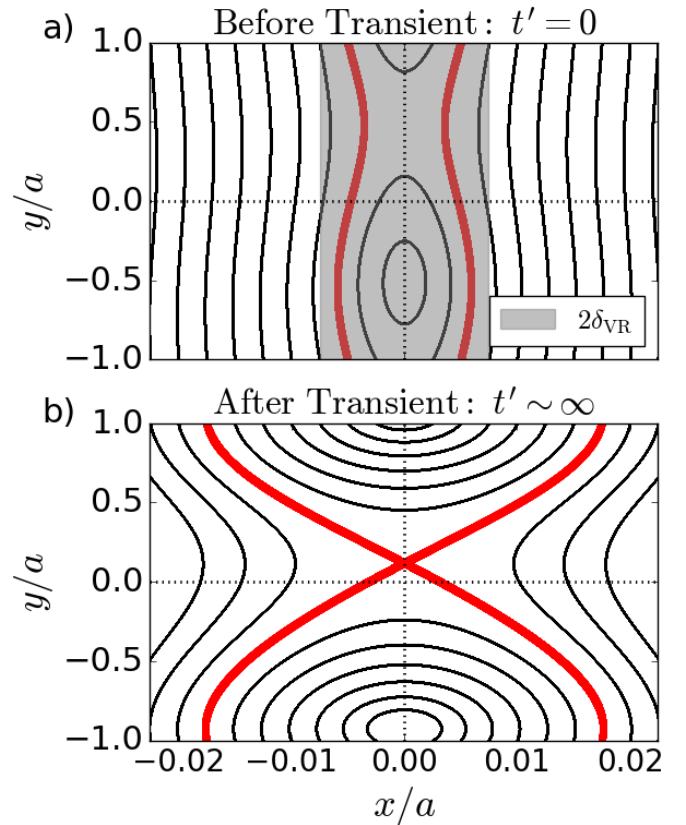 a) Before Transient: t′ = 0
1.0
0.5
0.0
−0.5
−1.0
y/a
2δVR
b) After Transient: t′ ∼ ∞
1.0
0.5
0.0
−0.5
−1.0
y/a
−0.02 −0.01 0.00 0.01 0.02
x/a